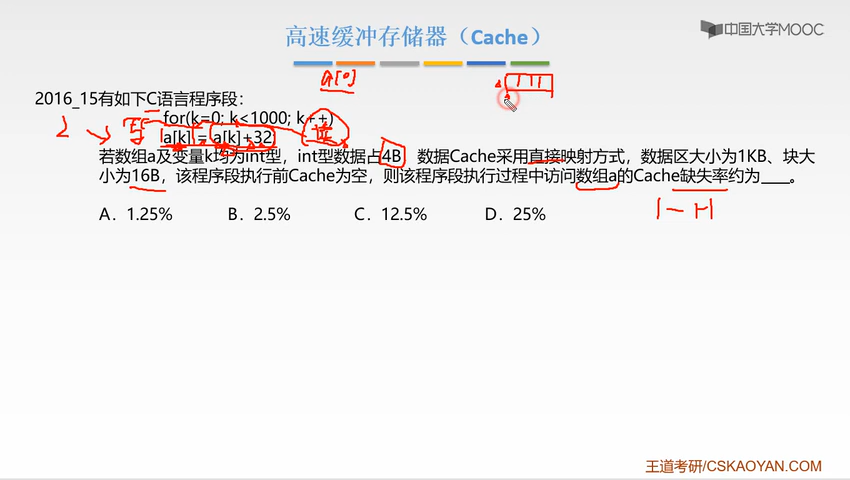 高速缓冲存储器（Cache）
中国大学MOOC
a[0]
2016_15有如下C语言程序段：
for(k=0; k<1000; k++)
2 写 a[k] = a[k]+32 读
若数组a及变量k均为int型，int型数据占4B，数据Cache采用直接映射方式，数据区大小为1KB、块大
小为16B，该程序段执行前Cache为空，则该程序段执行过程中访问数组a的Cache缺失率约为____。
1-H
A．1.25% B．2.5% C．12.5% D．25%
王道考研/CSKAOYAN.COM